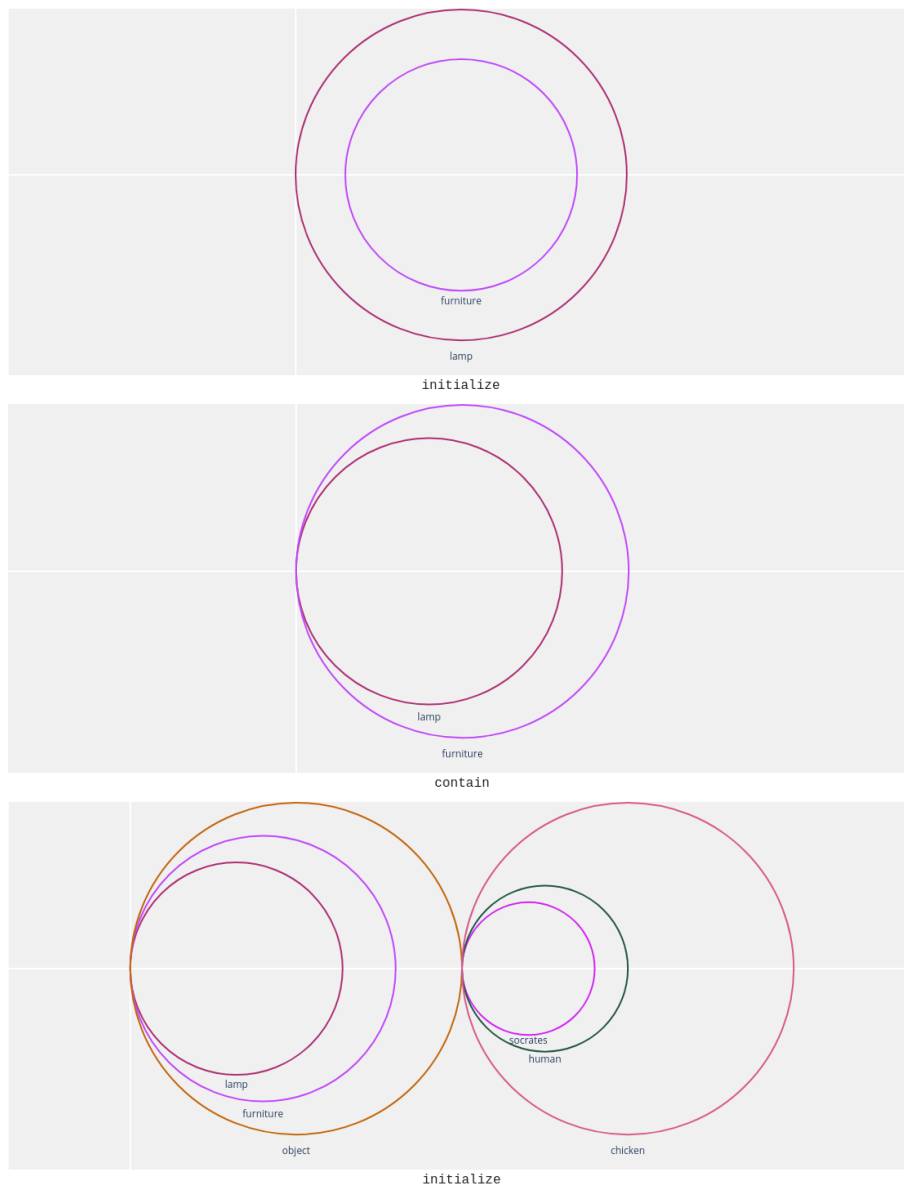 furniture
lamp
initialize
lamp
furniture
contain
socrates
human
lamp
furniture
object
chicken
initialize